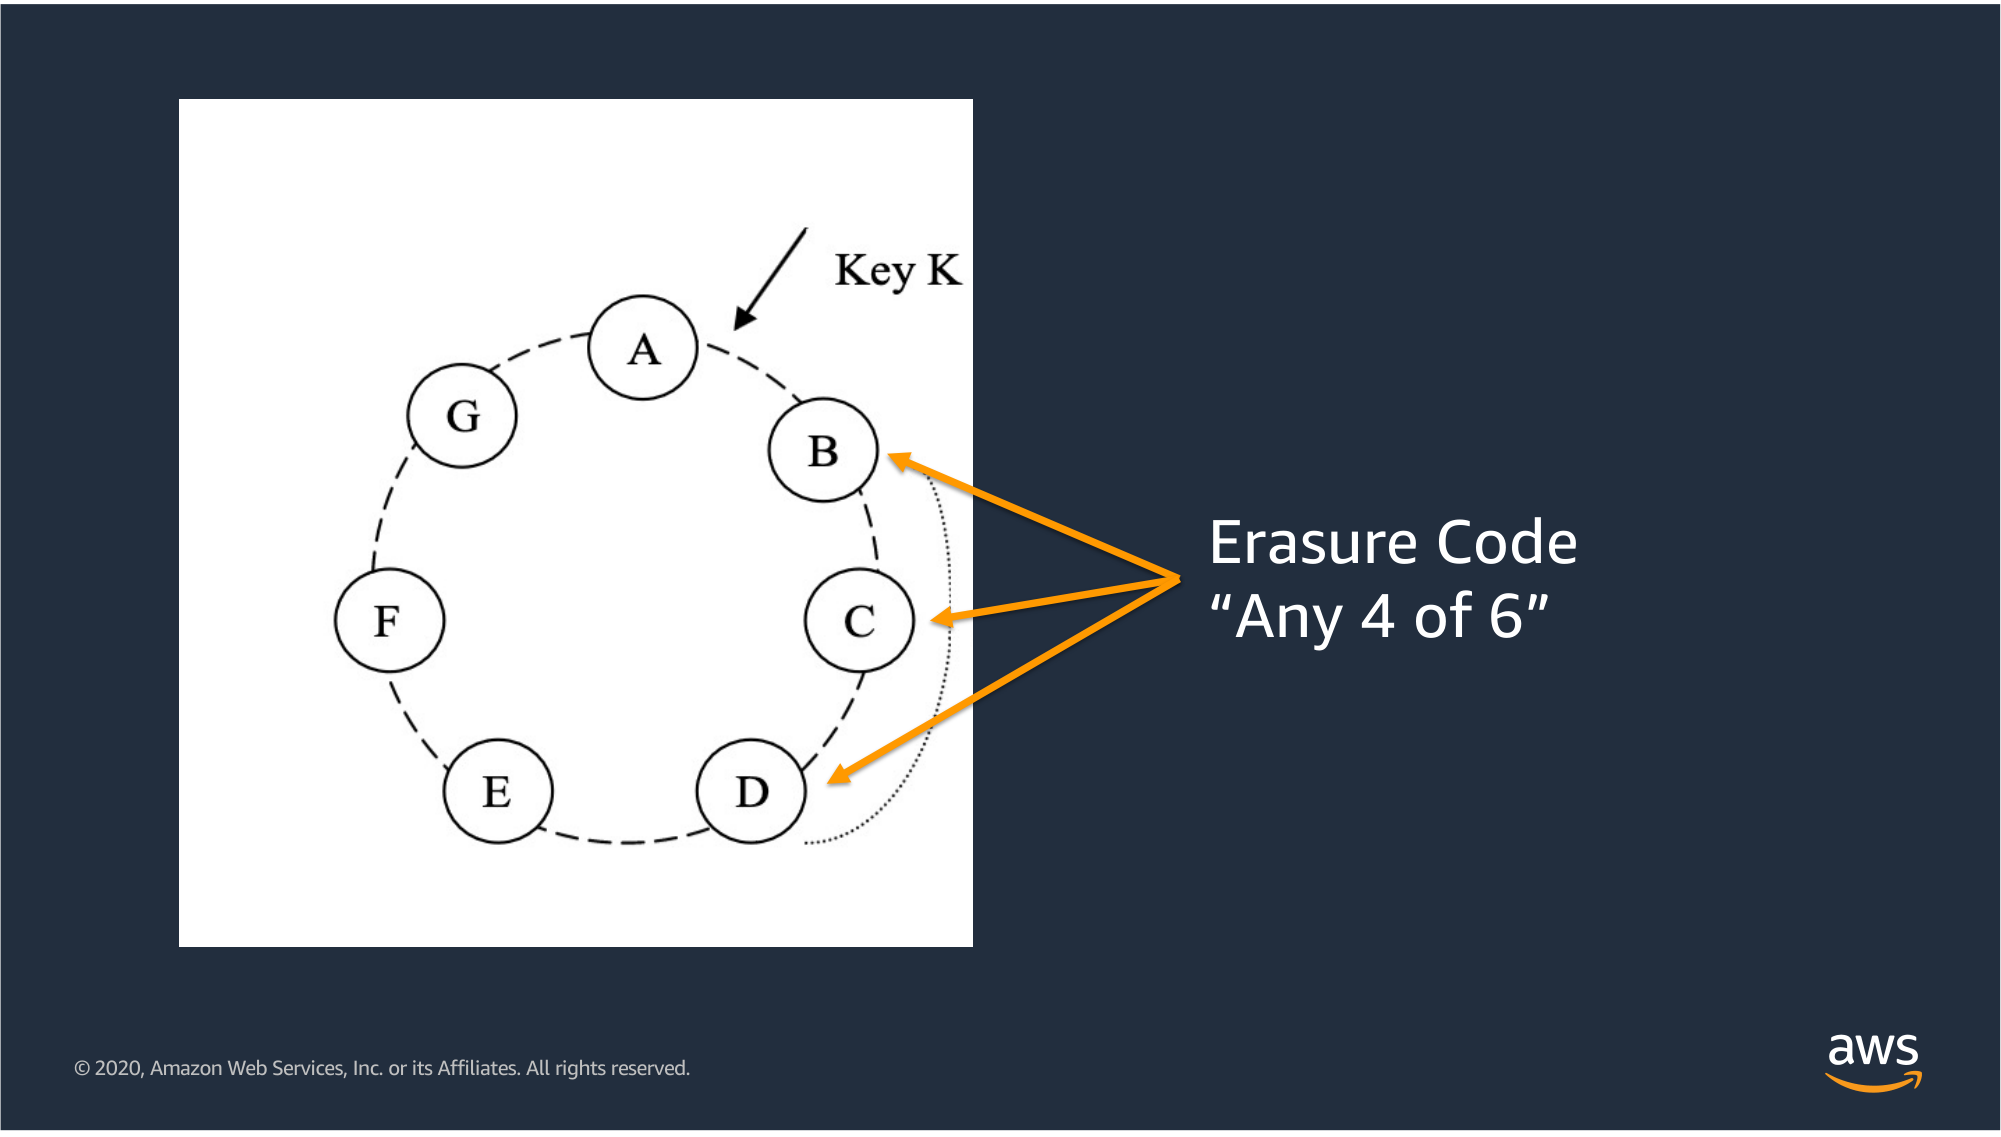 Key K
A
G
B
F
C
E
D
Erasure Code
“Any 4 of 6”
© 2020, Amazon Web Services, Inc. or its Affiliates. All rights reserved.
aws